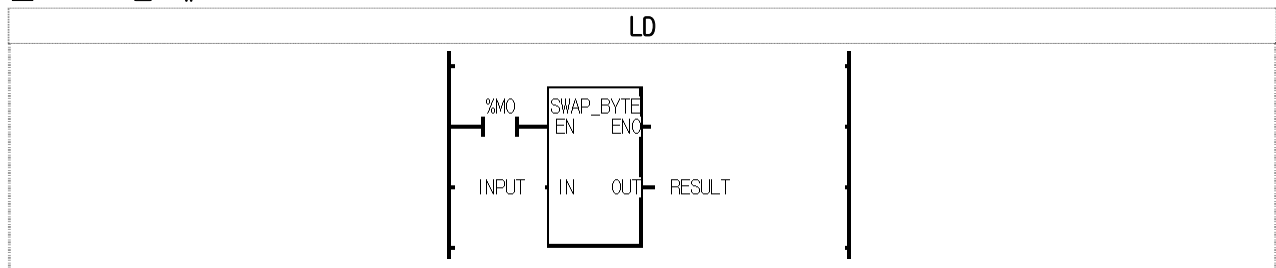 LD
%M0 SWAP_BYTE
EN ENO
INPUT IN OUT RESULT